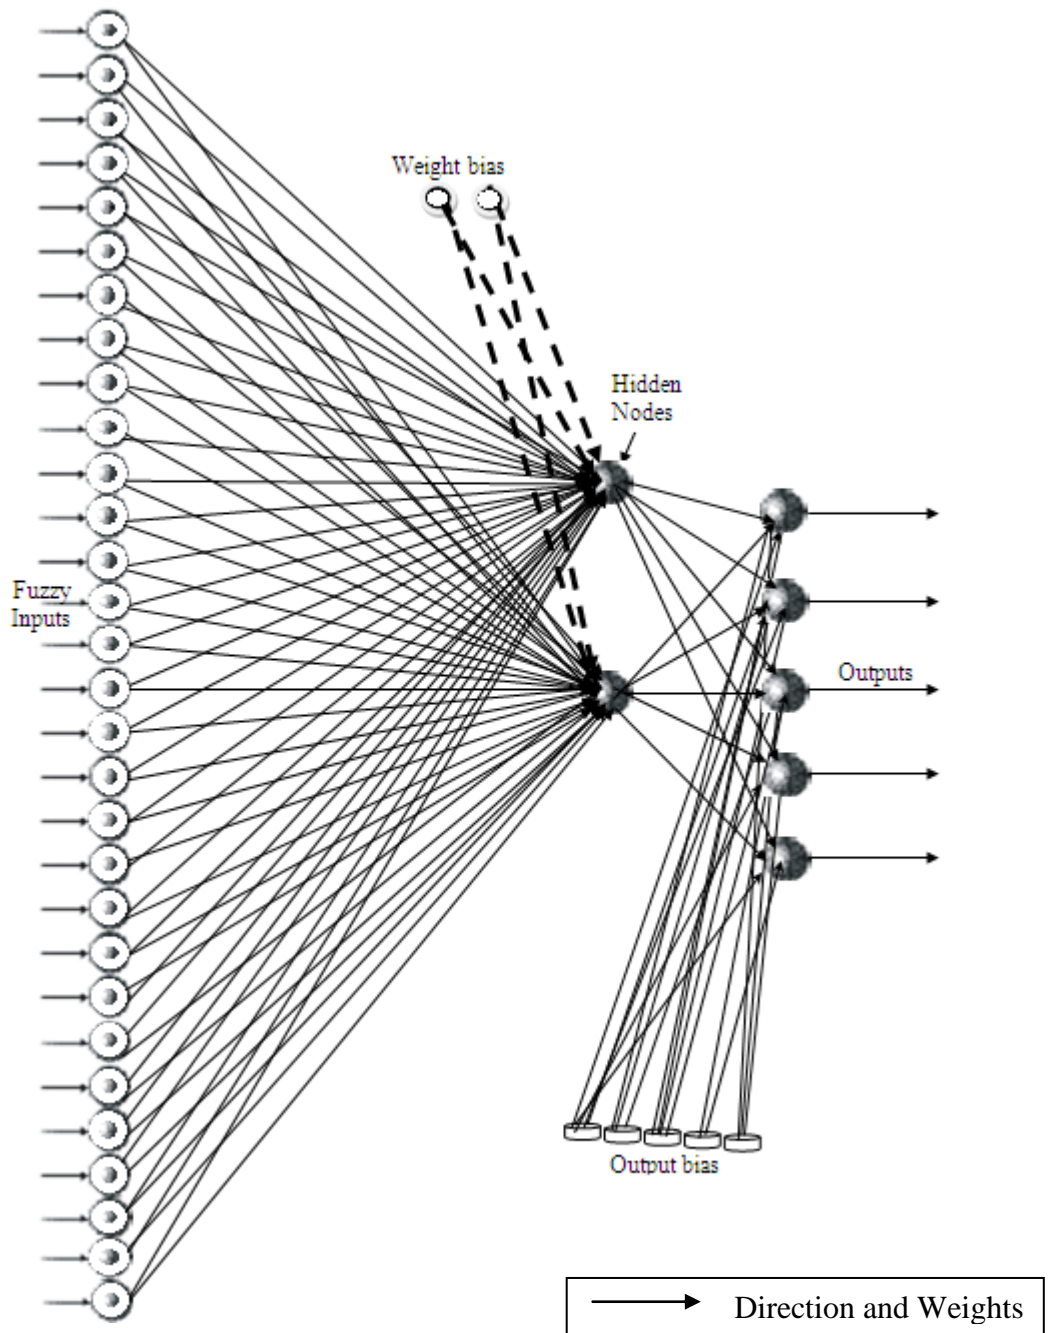 Weight bias
Hidden
Nodes
Fuzzy
Inputs
Outputs
Output bias
Direction and Weights